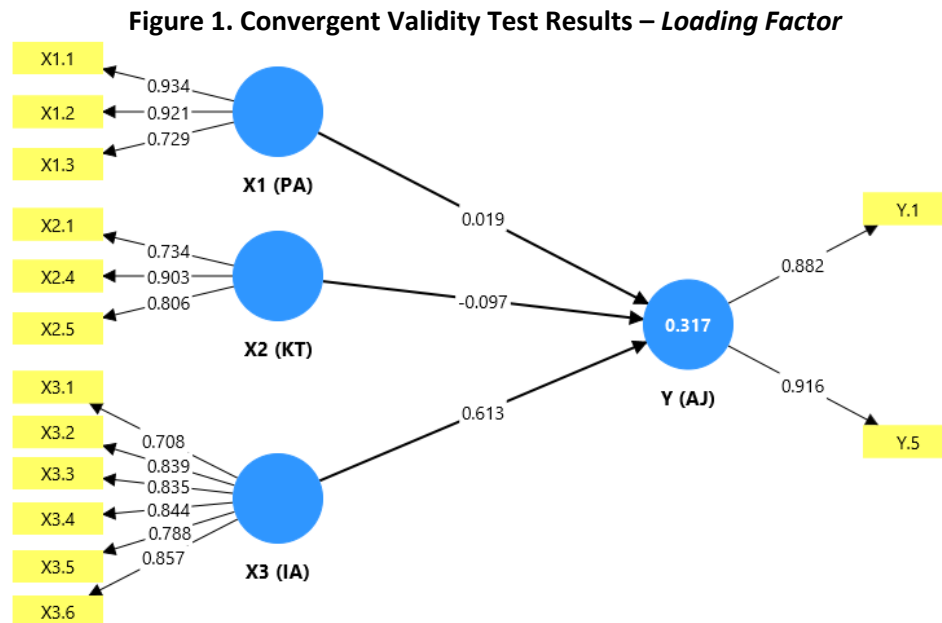 Figure 1. Convergent Validity Test Results – Loading Factor
X1.1
X1.2
X1.3
0.934
0.921
0.729
X1 (PA)
X2.1
X2.4
X2.5
0.734
0.903
0.806
X2 (KT)
X3.1
X3.2
X3.3
X3.4
X3.5
X3.6
0.708
0.839
0.835
0.844
0.788
0.857
X3 (IA)
0.019
-0.097
0.613
0.317
Y (AJ)
0.882
0.916
Y.1
Y.5